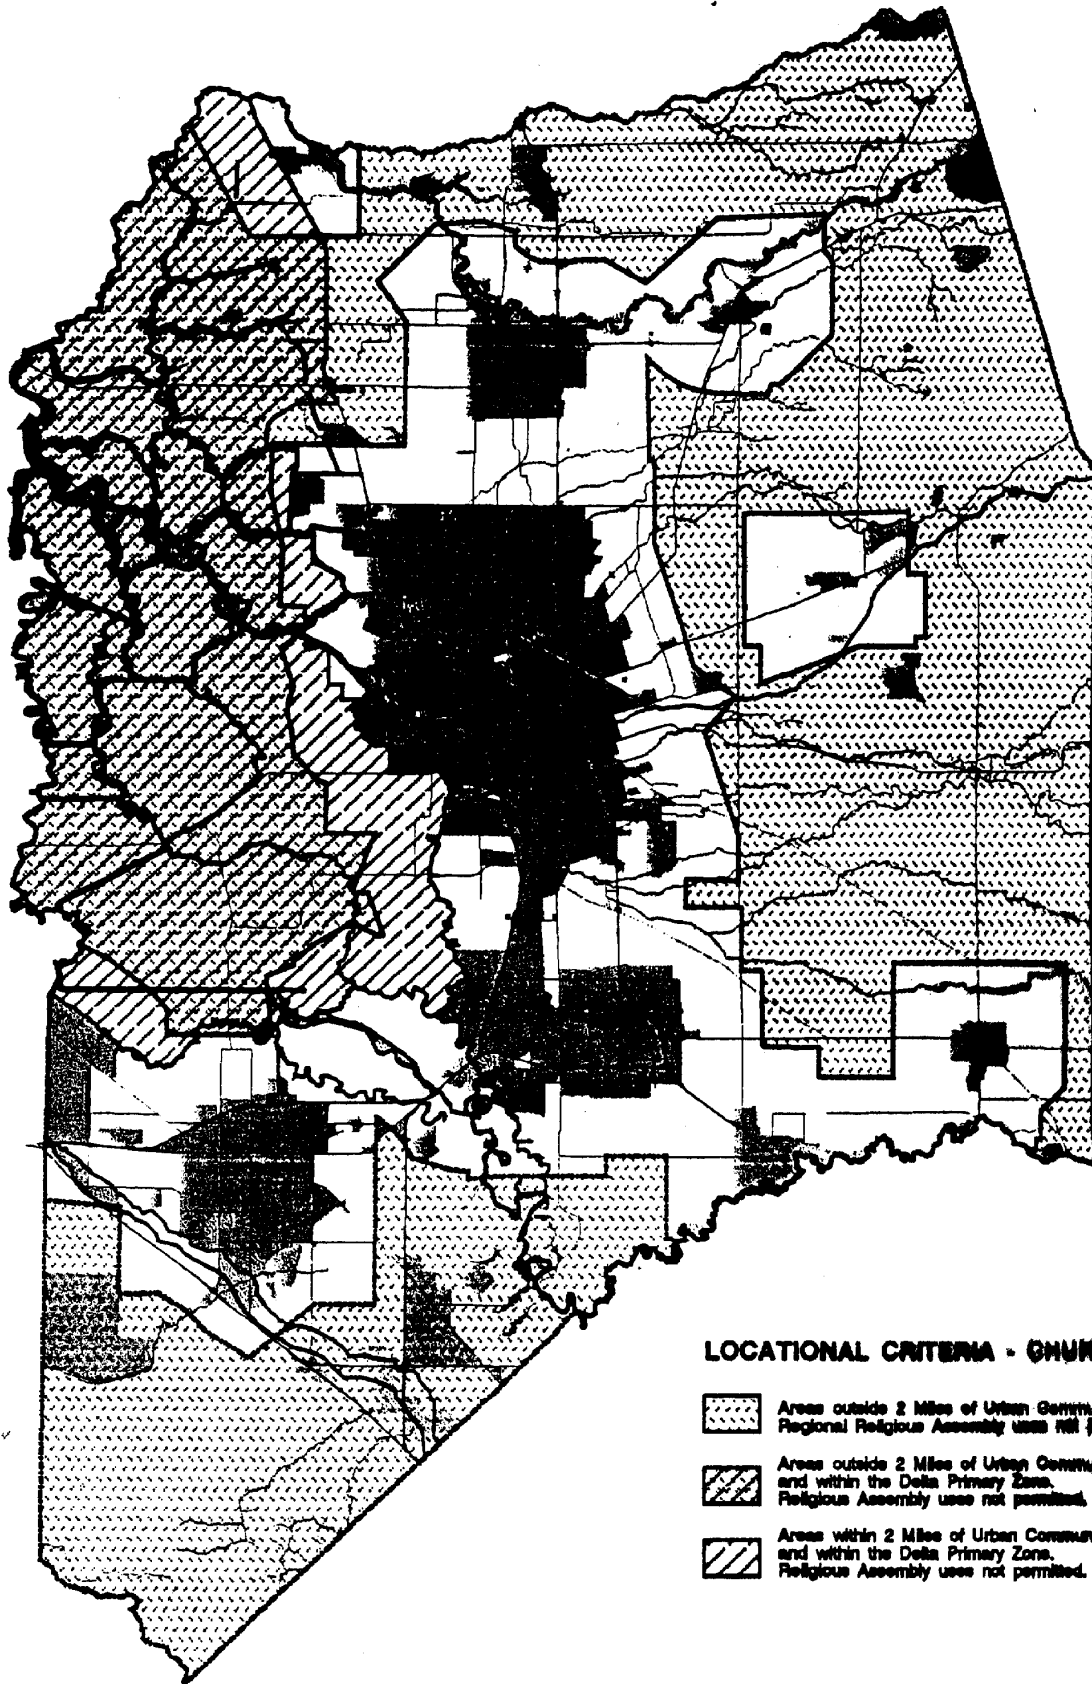 LOCATIONAL CRITERIA -
Areas outside 2 Miles of Urban
Regional Religious Assembly uses
Areas outside 2 Miles of Urban
and within the Delta Primary Zone.
Religious Assembly uses not permitted.
Areas within 2 Miles of Urban
and within the Delta Primary Zone.
Religious Assembly uses not permitted.